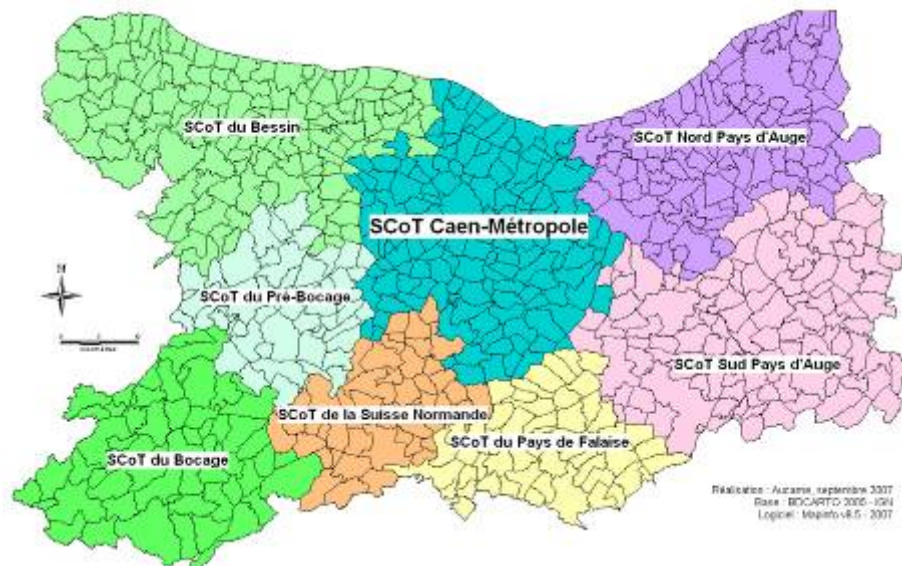 SCoT du Bessin
SCoT Nord Pays d'Auge
SCoT Caen-Métropole
N
SCoT du Pré-Bocage
SCoT Sud Pays d'Auge
SCoT de la Suisse Normande
SCoT du Pays de Falaise
SCoT du Bocage
Réalisation : Aucame, septembre 2007
Base : BDCARTO 2005 - IGN
Logiciel : Mapinfo v8.5 - 2007